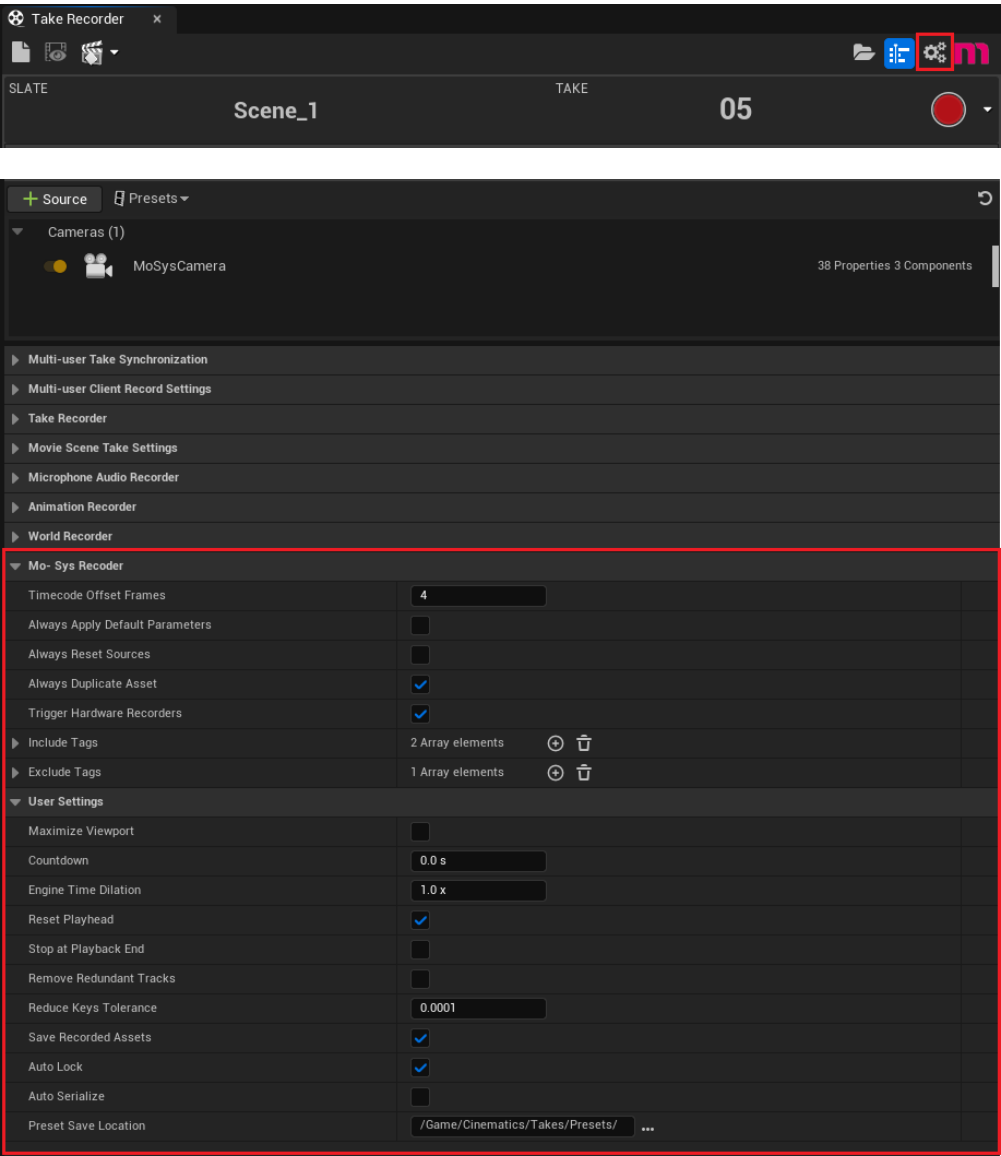 Take Recorder
SLATE
TAKE
Scene_1
05
Source
Presets
Cameras (1)
MoSysCamera
38 Properties 3 Components
Multi-user Take Synchronization
Multi-user Client Record Settings
Take Recorder
Movie Scene Take Settings
Microphone Audio Recorder
Animation Recorder
World Recorder
Mo- Sys Recoder
Timecode Offset Frames 4
Always Apply Default Parameters
Always Reset Sources
Always Duplicate Asset
Trigger Hardware Recorders
Include Tags 2 Array elements
Exclude Tags 1 Array elements
User Settings
Maximize Viewport
Countdown 0.0 s
Engine Time Dilation 1.0 x
Reset Playhead
Stop at Playback End
Remove Redundant Tracks
Reduce Keys Tolerance 0.0001
Save Recorded Assets
Auto Lock
Auto Serialize
Preset Save Location /Game/Cinematics/Takes/Presets/ ...